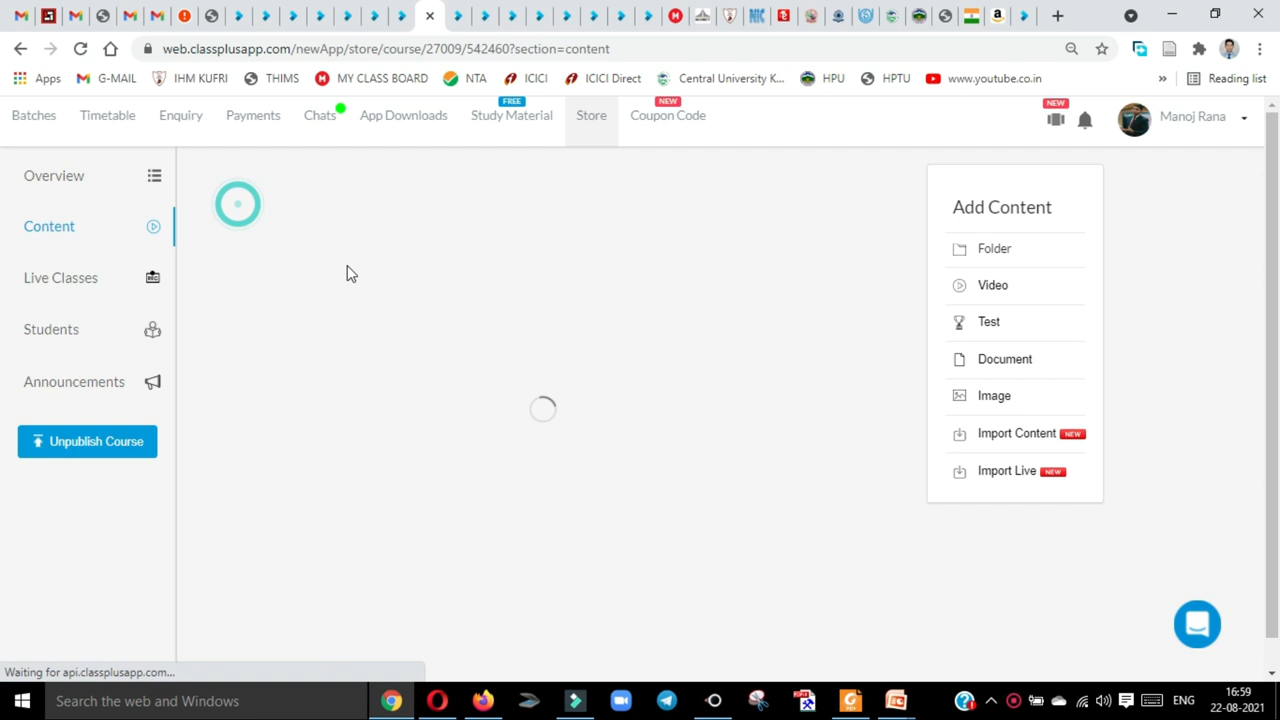 web.classplusapp.com/newApp/store/course/27009/542460?section=content
Apps G-MAIL IHM KUFRI THIMS MY CLASS BOARD NTA ICICI ICICI Direct Central University K... HPU HPTU www.youtube.co.in » Reading list
FREE NEW NEW
Batches Timetable Enquiry Payments Chats App Downloads Study Material Store Coupon Code Manoj Rana
Overview
Content
Live Classes
Students
Announcements
Unpublish Course
Add Content
Folder
Video
Test
Document
Image
Import Content NEW
Import Live NEW
Waiting for api.classplusapp.com...
Search the web and Windows
ENG
16:59
22-08-2021